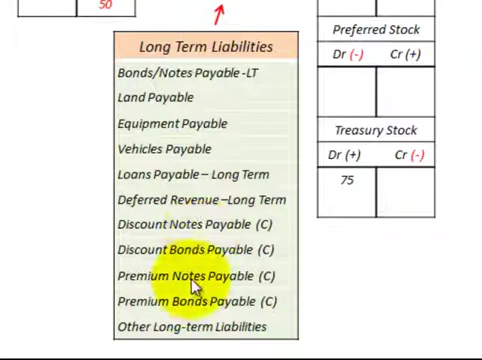 50
Long Term Liabilities
Bonds/Notes Payable -LT
Land Payable
Equipment Payable
Vehicles Payable
Loans Payable – Long Term
Deferred Revenue –Long Term
Discount Notes Payable (C)
Discount Bonds Payable (C)
Premium Notes Payable (C)
Premium Bonds Payable (C)
Other Long-term Liabilities
Preferred Stock
Dr (-) Cr (+)
Treasury Stock
Dr (+) Cr (-)
75